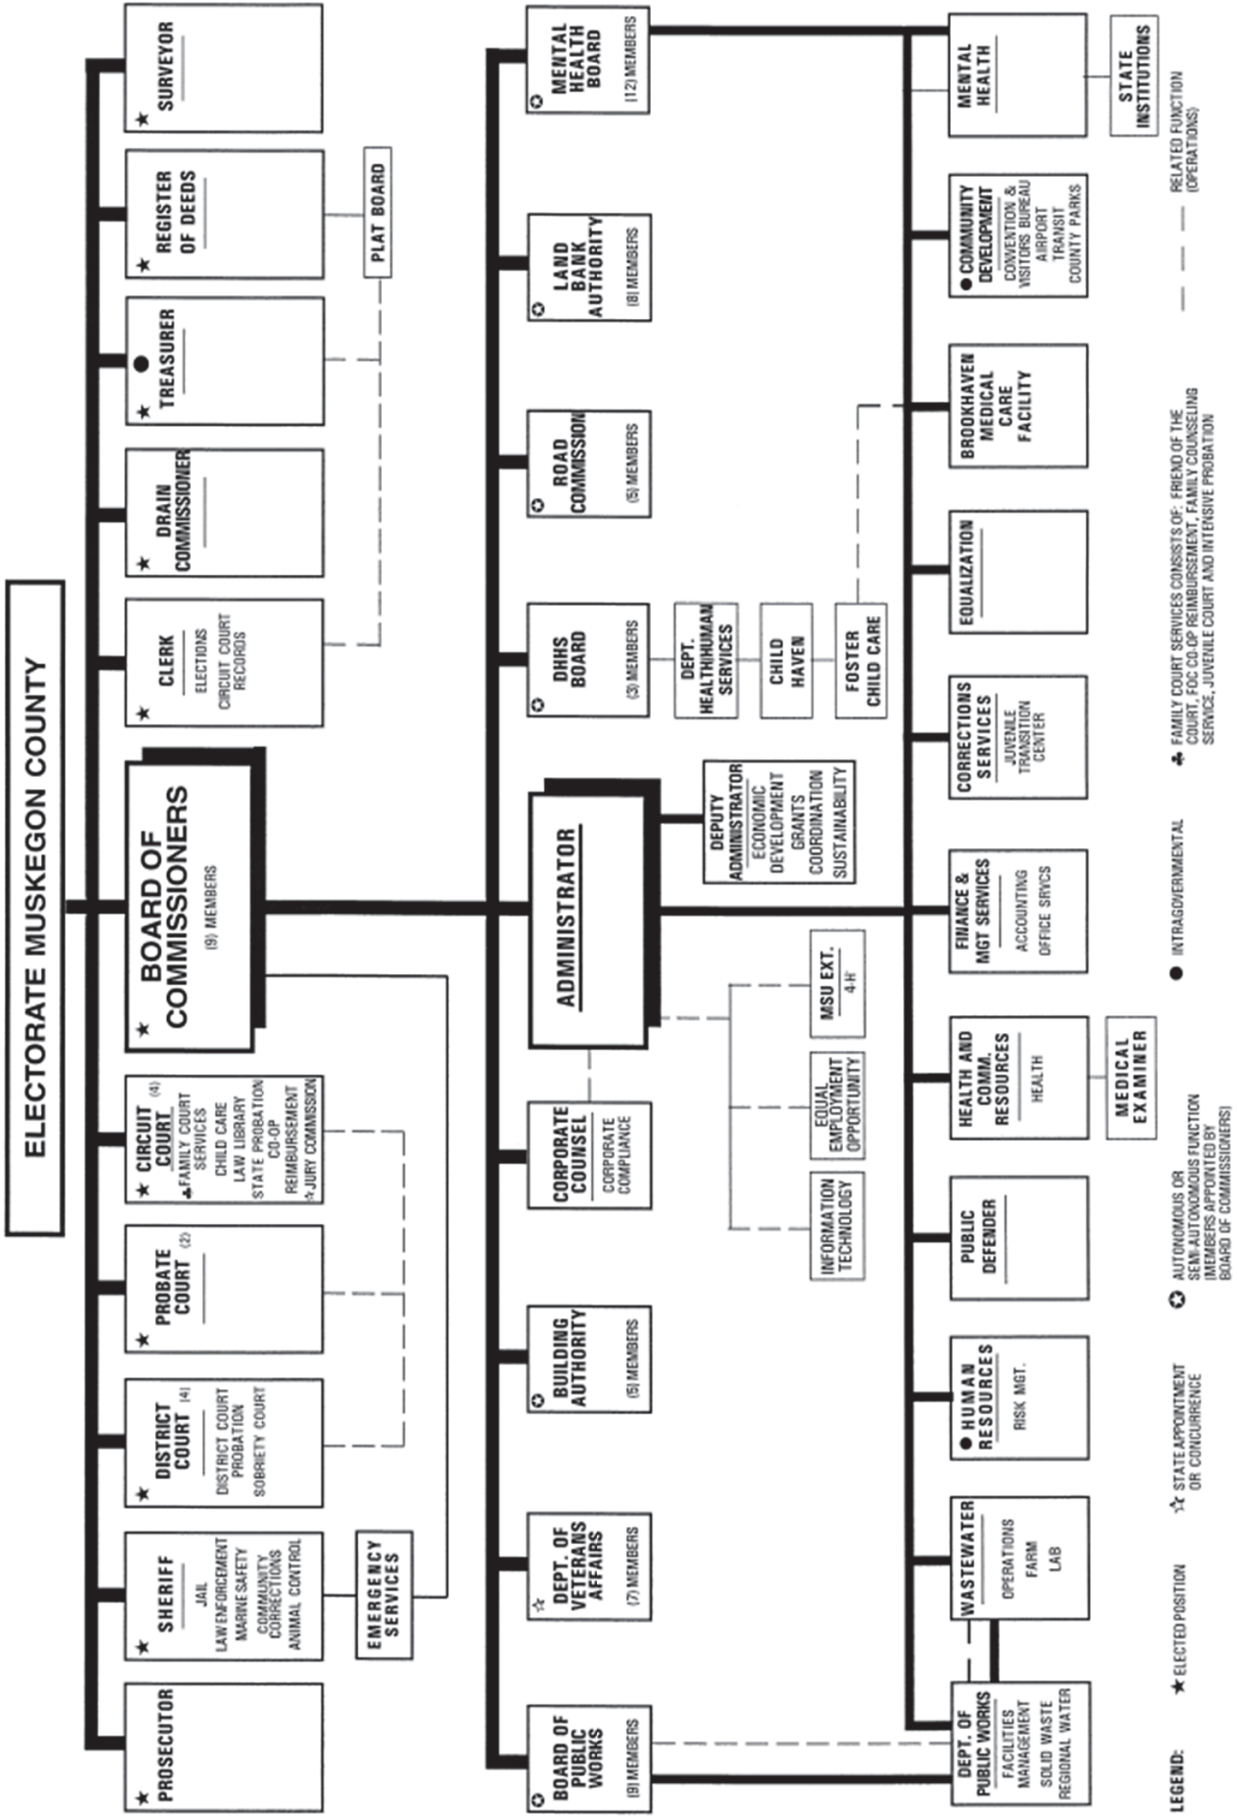 ELECTORATE MUSKEGON COUNTY
★ PROSECUTOR
★ SHERIFF
JAIL
LAW ENFORCEMENT
MARINE SAFETY
COMMUNITY
CORRECTIONS
ANIMAL CONTROL
EMERGENCY
SERVICES
★ DISTRICT
COURT (4)
DISTRICT COURT
PROBATION
SOBRIETY COURT
★ PROBATE
COURT (2)
★ CIRCUIT
COURT (4)
♣FAMILY COURT
SERVICES
CHILD CARE
LAW LIBRARY
STATE PROBATION
CO-OP
REIMBURSEMENT
☆JURY COMMISSION
★ BOARD OF
COMMISSIONERS
(9) MEMBERS
★ CLERK
ELECTIONS
CIRCUIT COURT
RECORDS
★ DRAIN
COMMISSIONER
★ ●
TREASURER
★ REGISTER
OF DEEDS
PLAT BOARD
★ SURVEYOR
✪ BOARD OF
PUBLIC
WORKS
(9) MEMBERS
☆ DEPT. OF
VETERANS
AFFAIRS
(7) MEMBERS
✪ BUILDING
AUTHORITY
(5) MEMBERS
CORPORATE
COUNSEL
CORPORATE
COMPLIANCE
ADMINISTRATOR
✪ DHHS
BOARD
(3) MEMBERS
✪ ROAD
COMMISSION
(5) MEMBERS
✪ LAND
BANK
AUTHORITY
(8) MEMBERS
✪ MENTAL
HEALTH
BOARD
(12) MEMBERS
INFORMATION
TECHNOLOGY
EQUAL
EMPLOYMENT
OPPORTUNITY
MSU EXT.
4-H
DEPUTY
ADMINISTRATOR
ECONOMIC
DEVELOPMENT
GRANTS
COORDINATION
SUSTAINABILITY
DEPT.
HEALTH/HUMAN
SERVICES
CHILD
HAVEN
FOSTER
CHILD CARE
DEPT. OF
PUBLIC WORKS
FACILITIES
MANAGEMENT
SOLID WASTE
REGIONAL WATER
WASTEWATER
OPERATIONS
FARM
LAB
● HUMAN
RESOURCES
RISK MGT.
PUBLIC
DEFENDER
HEALTH AND
COMM.
RESOURCES
HEALTH
MEDICAL
EXAMINER
FINANCE &
MGT SERVICES
ACCOUNTING
OFFICE SRVCS
CORRECTIONS
SERVICES
JUVENILE
TRANSITION
CENTER
EQUALIZATION
BROOKHAVEN
MEDICAL
CARE
FACILITY
● COMMUNITY
DEVELOPMENT
CONVENTION &
VISITORS BUREAU
AIRPORT
TRANSIT
COUNTY PARKS
MENTAL
HEALTH
STATE
INSTITUTIONS
LEGEND:
★ ELECTED POSITION
☆ STATE APPOINTMENT
OR CONCURRENCE
✪ AUTONOMOUS OR
SEMI-AUTONOMOUS FUNCTION
(MEMBERS APPOINTED BY
BOARD OF COMMISSIONERS)
● INTRAGOVERNMENTAL
♣ FAMILY COURT SERVICES CONSISTS OF: FRIEND OF THE
COURT, FOC CO-OP REIMBURSEMENT, FAMILY COUNSELING
SERVICE, JUVENILE COURT AND INTENSIVE PROBATION
RELATED FUNCTION
(OPERATIONS)